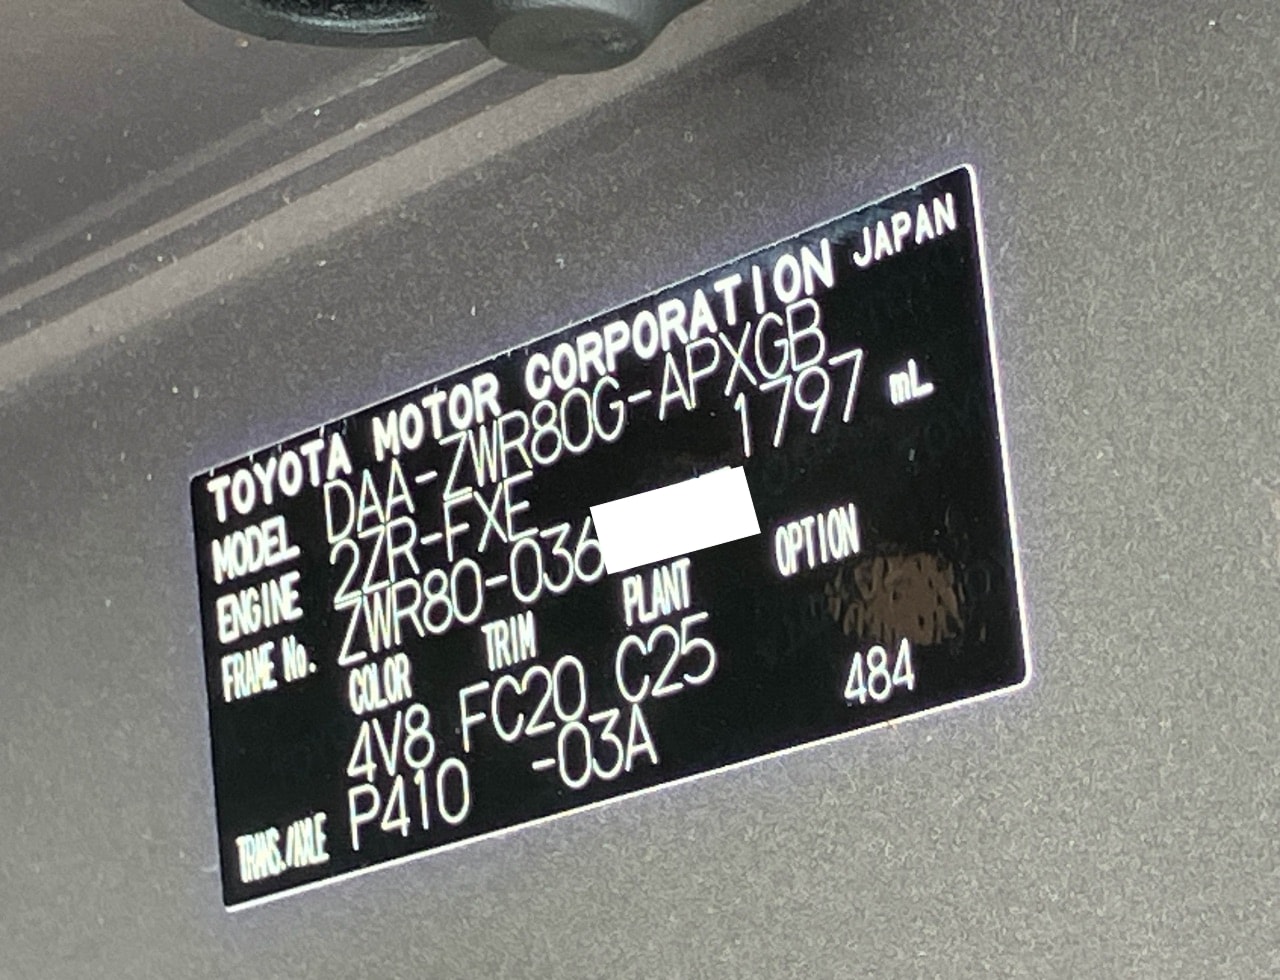 TOYOTA MOTOR CORPORATION JAPAN
MODEL DAA-ZWR80G-APXGB
ENGINE 2ZR-FXE 1797 mL
FRAME No. ZWR80-036
COLOR TRIM PLANT OPTION
4V8 FC20 C25 484
TRANS./AXLE P410 -03A